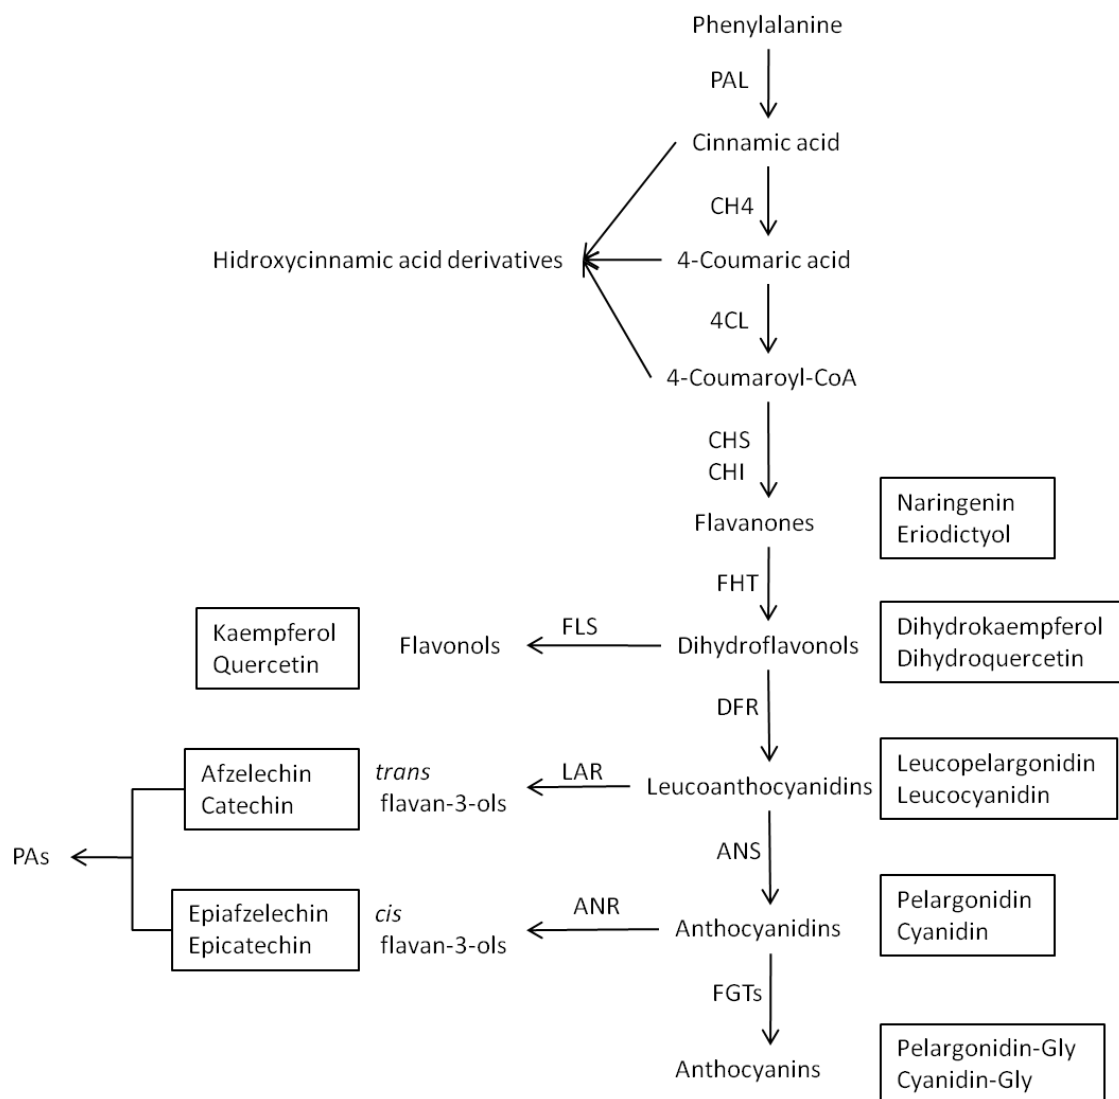 Phenylalanine
PAL
Cinnamic acid
CH4
Hidroxycinnamic acid derivatives
4-Coumaric acid
4CL
4-Coumaroyl-CoA
CHS
CHI
Flavanones
Naringenin
Eriodictyol
FHT
Kaempferol
Quercetin
Flavonols
FLS
Dihydroflavonols
Dihydrokaempferol
Dihydroquercetin
DFR
Afzelechin
Catechin
trans
flavan-3-ols
LAR
Leucoanthocyanidins
Leucopelargonidin
Leucocyanidin
PAs
ANS
Epiafzelechin
Epicatechin
cis
flavan-3-ols
ANR
Anthocyanidins
Pelargonidin
Cyanidin
FGTs
Anthocyanins
Pelargonidin-Gly
Cyanidin-Gly